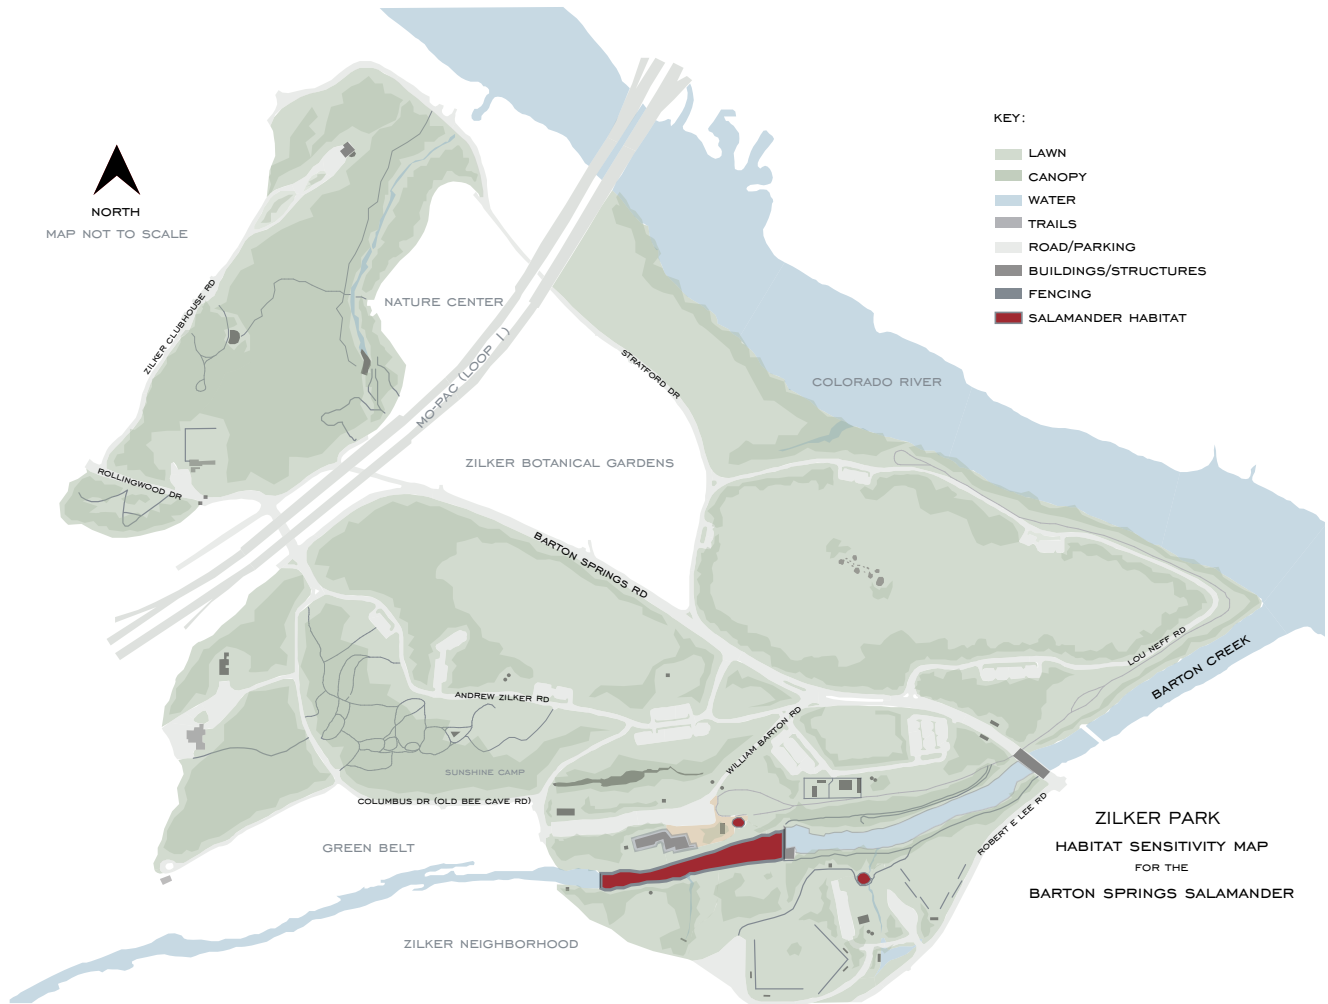 KEY:
LAWN
CANOPY
WATER
TRAILS
ROAD/PARKING
BUILDINGS/STRUCTURES
FENCING
SALAMANDER HABITAT
NORTH
MAP NOT TO SCALE
ZILKER CLUBHOUSE RD
NATURE CENTER
MO-PAC (LOOP 1)
STRATFORD DR
COLORADO RIVER
ROLLINGWOOD DR
ZILKER BOTANICAL GARDENS
BARTON SPRINGS RD
LOU NEFF RD
BARTON CREEK
ANDREW ZILKER RD
WILLIAM BARTON RD
SUNSHINE CAMP
COLUMBUS DR (OLD BEE CAVE RD)
ROBERT E LEE RD
GREEN BELT
ZILKER NEIGHBORHOOD
ZILKER PARK
HABITAT SENSITIVITY MAP
FOR THE
BARTON SPRINGS SALAMANDER